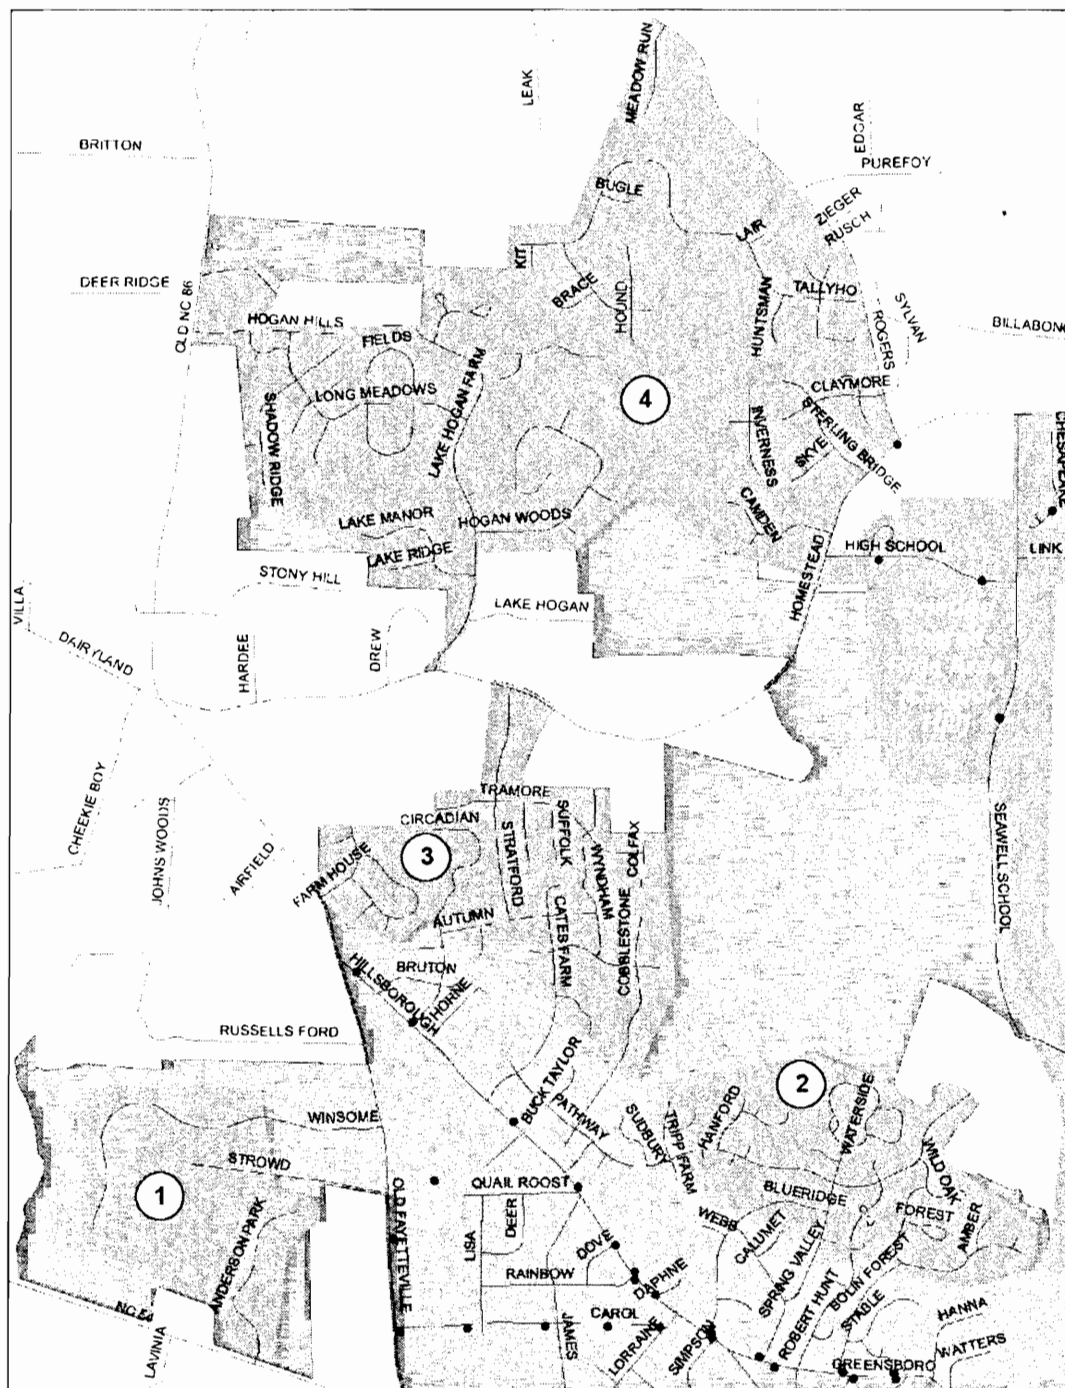 MEADOW RUN
LEAK
EDGAR
BRITTON
PUREFOY
BUGLE
ZIEGER
RUSCH
LAIR
KIT
DEER RIDGE
OLD NC 86
BRACE
HOUND
HUNTSMAN
TALLYHO
SYLVAN
ROGERS
BILLABONG
HOGAN HILLS
FIELDS
LONG MEADOWS
LAKE HOGAN FARM
4
CLAYMORE
SHADOW RIDGE
INVERNESS
SKYE
STERLING BRIDGE
CHESAPEAKE
CAMDEN
LAKE MANOR
HOGAN WOODS
LAKE RIDGE
HIGH SCHOOL
LINK
STONY HILL
HOMESTEAD
LAKE HOGAN
VILLA
DAIRYLAND
HARDEE
DREW
CHEEKIE BOY
JOHNS WOODS
AIRFIELD
TRAMORE
CIRCADIAN
3
FARM HOUSE
STRATFORD
SUFFOLK
WYNDHAM
COLFAX
SEAWELL SCHOOL
AUTUMN
CATES FARM
COBBLESTONE
BRUTON
HILLSBOROUGH
HORNE
RUSSELLS FORD
2
BUCK TAYLOR
PATHWAY
WINSOME
SUDBURY
TRIPP FARM
HANFORD
WATERSIDE
WILD OAK
STROWD
1
QUAIL ROOST
BLUERIDGE
FOREST
AMBER
ANDERSON PARK
OLD FAYETTEVILLE
LISA
DEER
DOVE
WEBB
CALUMET
SPRING VALLEY
RAINBOW
DAPHNE
ROBERT HUNT
BOLIN FOREST
STABLE
HANNA
NC 54
LAVINIA
CAROL
JAMES
LORRAINE
SIMPSON
WATTERS
GREENSBORO